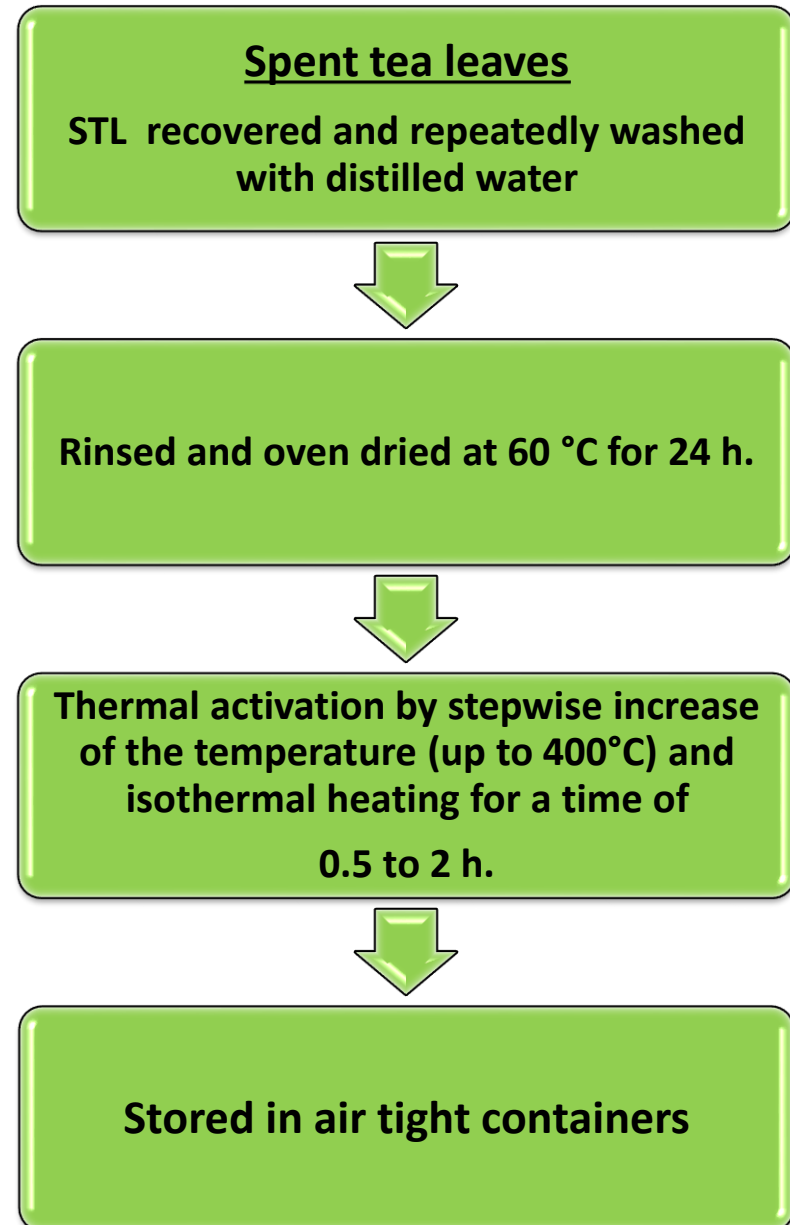 Spent tea leaves
STL recovered and repeatedly washed
with distilled water
Rinsed and oven dried at 60 °C for 24 h.
Thermal activation by stepwise increase
of the temperature (up to 400°C) and
isothermal heating for a time of
0.5 to 2 h.
Stored in air tight containers